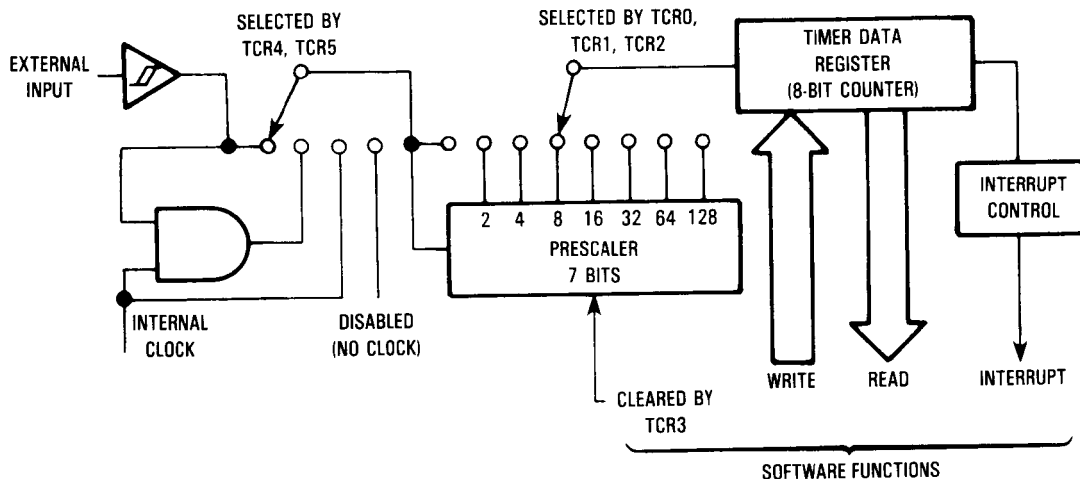 SELECTED BY
TCR4, TCR5
SELECTED BY TCR0,
TCR1, TCR2
TIMER DATA
REGISTER
(8-BIT COUNTER)
EXTERNAL
INPUT
INTERRUPT
CONTROL
2 4 8 16 32 64 128
PRESCALER
7 BITS
INTERNAL
CLOCK
DISABLED
(NO CLOCK)
WRITE
READ
INTERRUPT
CLEARED BY
TCR3
SOFTWARE FUNCTIONS